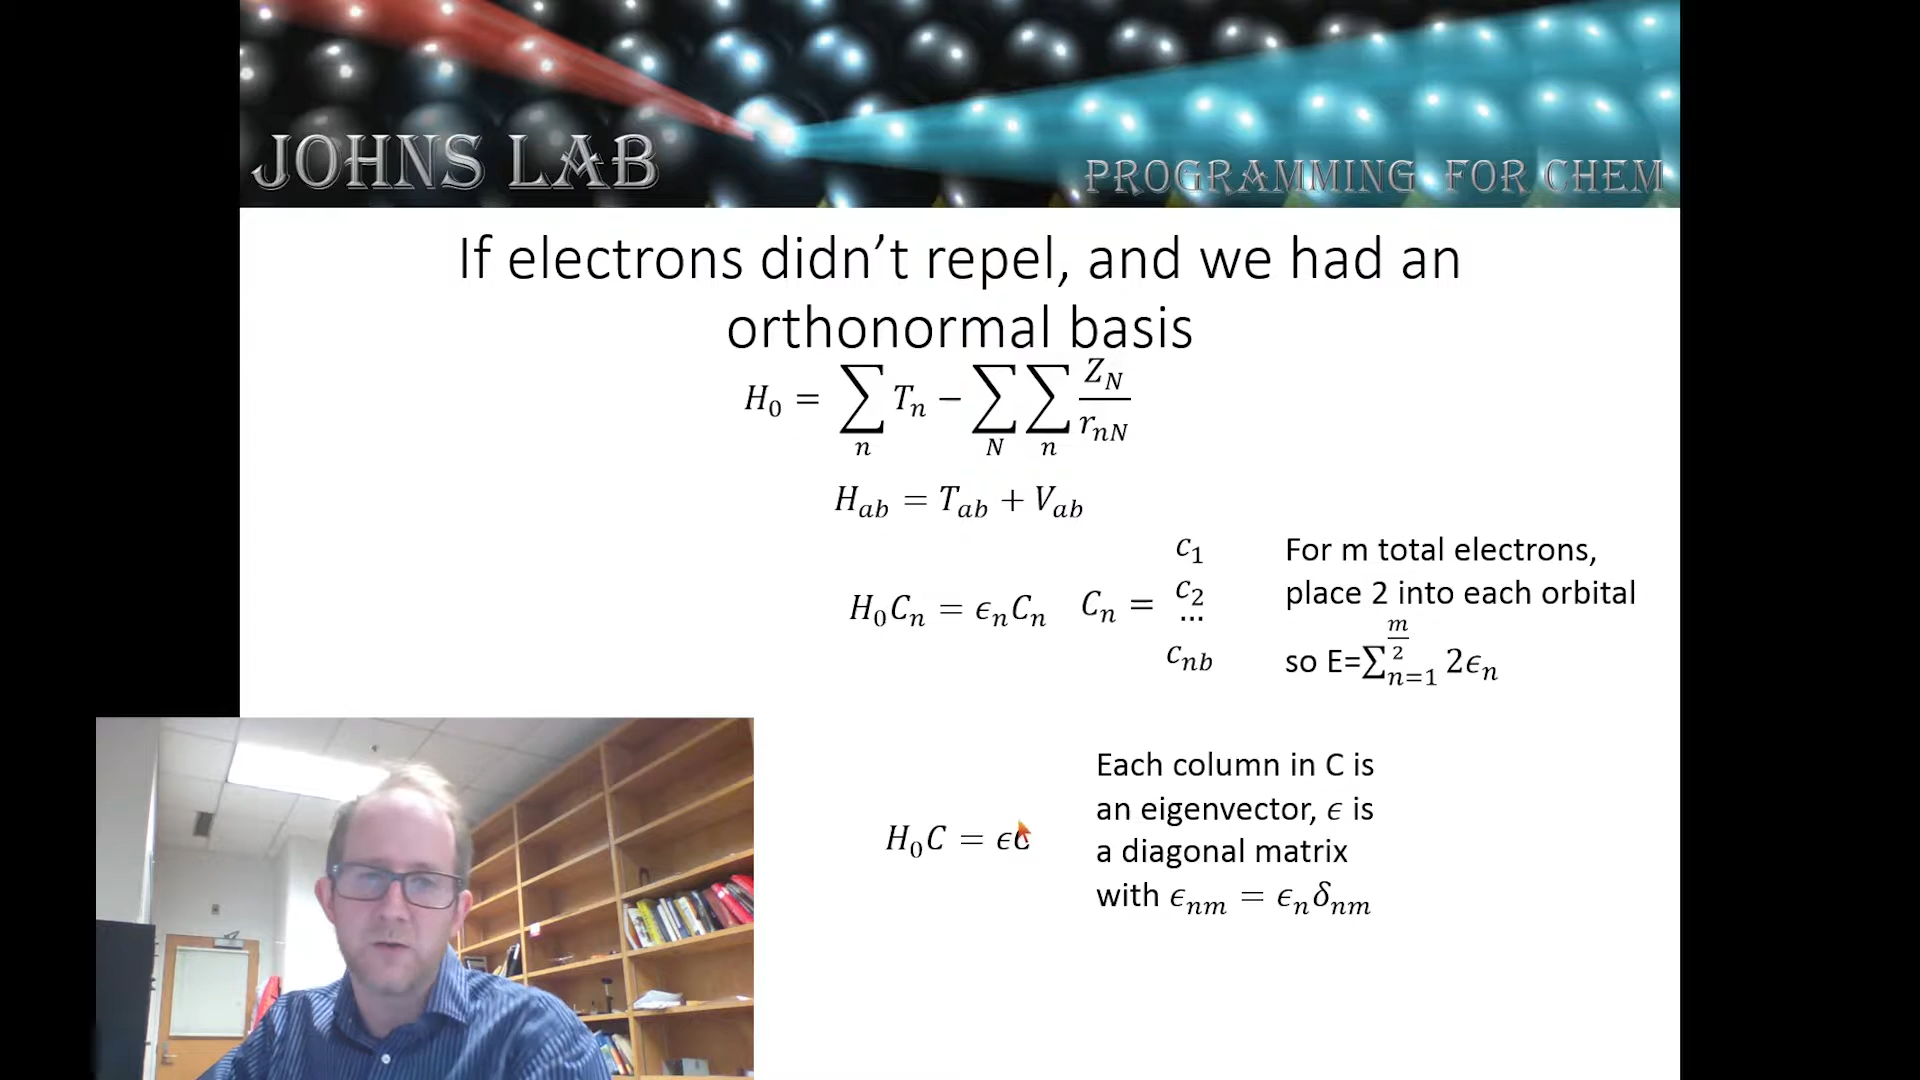 JOHNS LAB
PROGRAMMING FOR CHEM
If electrons didn't repel, and we had an
orthonormal basis
H₀ = ∑ₙ Tₙ − ∑_N ∑ₙ Z_N / r_nN
H_ab = T_ab + V_ab
H₀Cₙ = ϵₙCₙ
Cₙ =
c₁
c₂
...
c_nb
For m total electrons,
place 2 into each orbital
so E=∑_{n=1}^{m/2} 2ϵₙ
H₀C = ϵC
Each column in C is
an eigenvector, ϵ is
a diagonal matrix
with ϵ_nm = ϵₙδ_nm